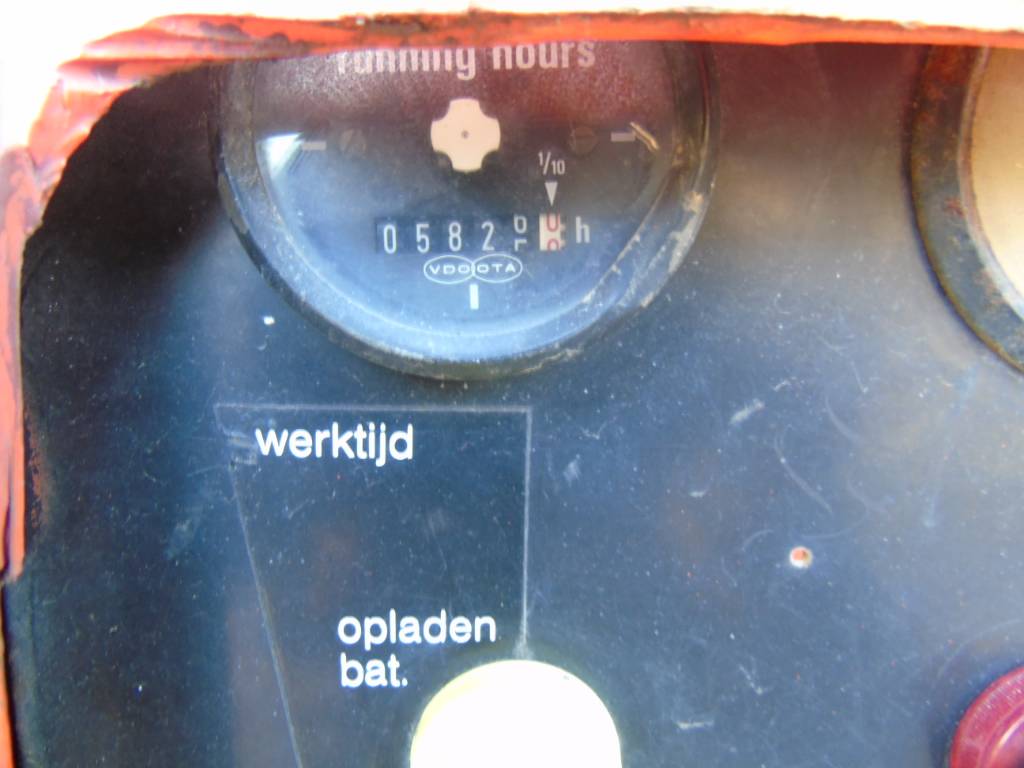 running hours
1/10
0582 h
VDO OTA
werktijd
opladen
bat.